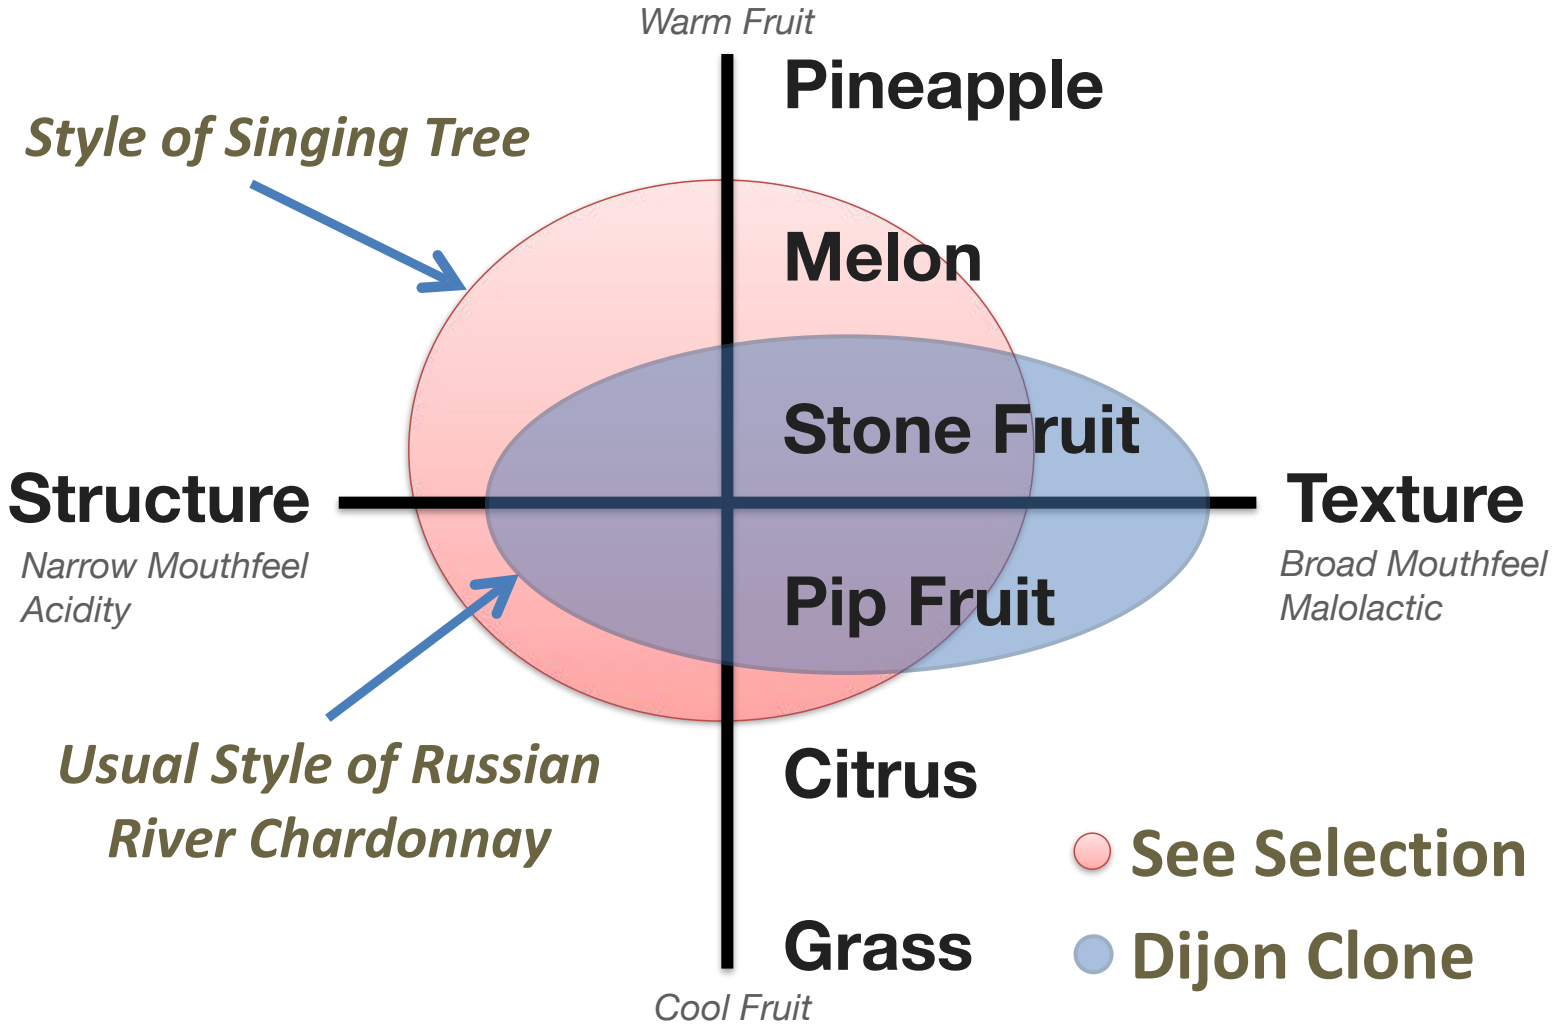 Warm Fruit
Pineapple
Style of Singing Tree
Melon
Stone Fruit
Structure
Texture
Narrow Mouthfeel
Acidity
Broad Mouthfeel
Malolactic
Pip Fruit
Usual Style of Russian
River Chardonnay
Citrus
See Selection
Grass
Dijon Clone
Cool Fruit